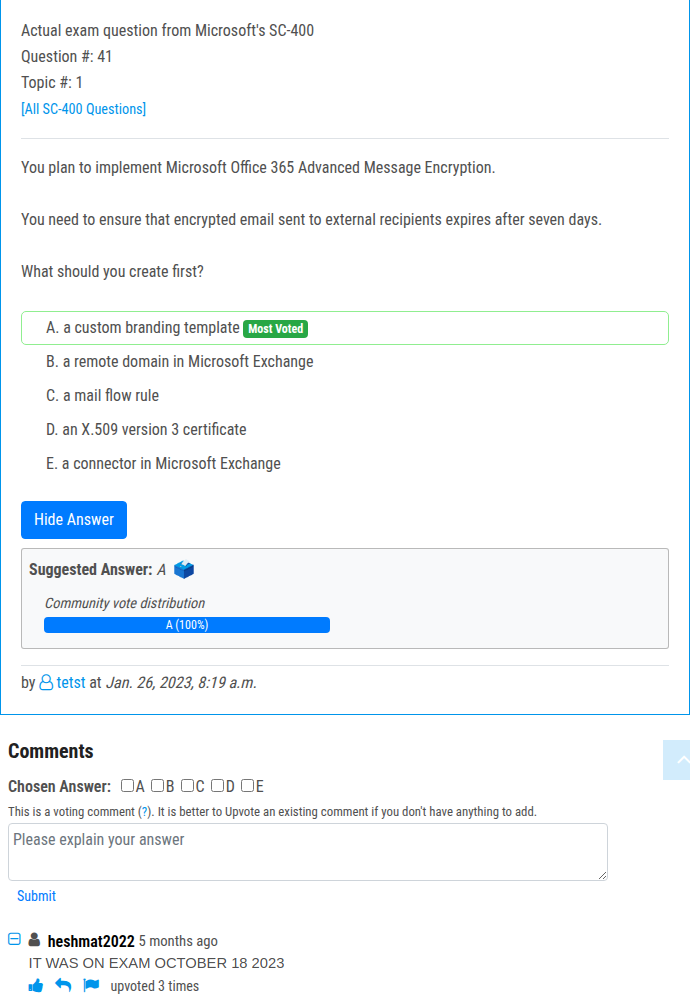 Actual exam question from Microsoft's SC-400
Question #: 41
Topic #: 1
[All SC-400 Questions]
You plan to implement Microsoft Office 365 Advanced Message Encryption.
You need to ensure that encrypted email sent to external recipients expires after seven days.
What should you create first?
A. a custom branding template Most Voted
B. a remote domain in Microsoft Exchange
C. a mail flow rule
D. an X.509 version 3 certificate
E. a connector in Microsoft Exchange
Hide Answer
Suggested Answer: A
Community vote distribution
A (100%)
by tetst at Jan. 26, 2023, 8:19 a.m.
Comments
Chosen Answer: A B C D E
This is a voting comment (?). It is better to Upvote an existing comment if you don't have anything to add.
Please explain your answer
Submit
heshmat2022 5 months ago
IT WAS ON EXAM OCTOBER 18 2023
upvoted 3 times